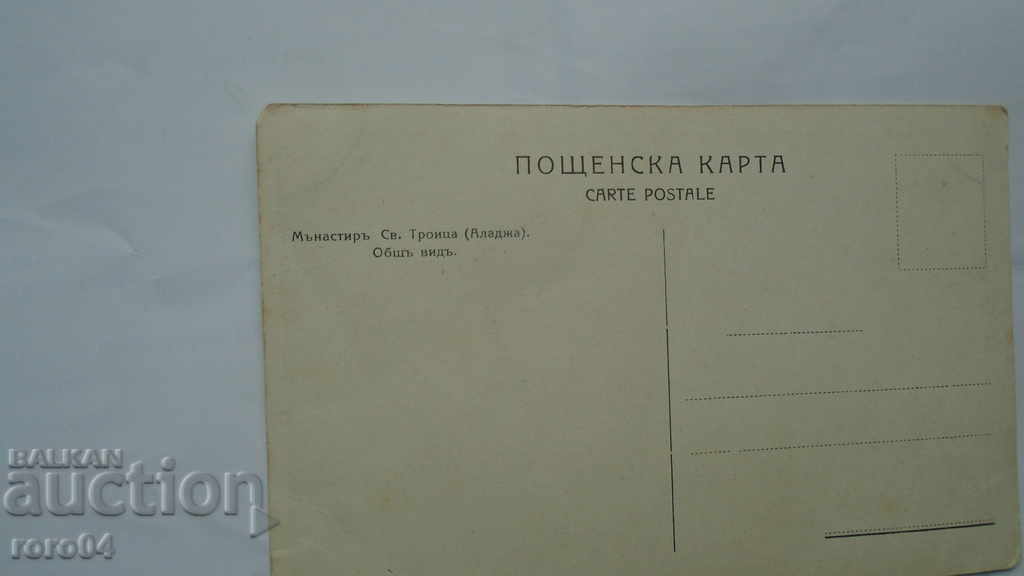 ПОЩЕНСКА КАРТА
CARTE POSTALE
Мънастиръ Св. Троица (Аладжа).
Общъ видъ.
BALKAN
auction
roro04